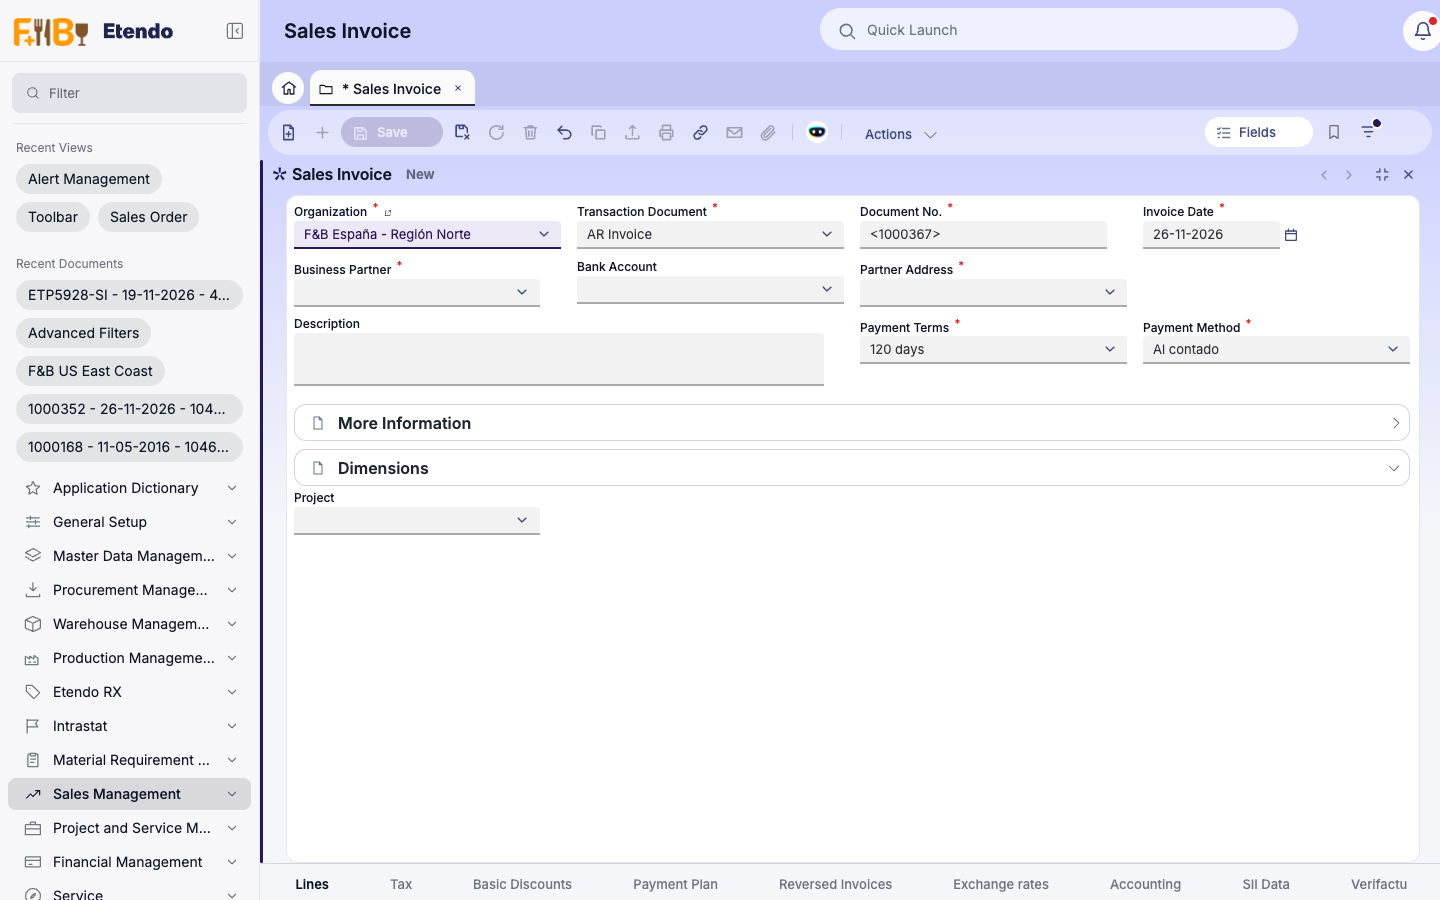 F&B Etendo
Sales Invoice
Quick Launch
Filter
* Sales Invoice ×
Save
Actions
Fields
Recent Views
Alert Management
Toolbar
Sales Order
Recent Documents
ETP5928-SI - 19-11-2026 - 4...
Advanced Filters
F&B US East Coast
1000352 - 26-11-2026 - 104...
1000168 - 11-05-2016 - 1046...
Application Dictionary
General Setup
Master Data Managem...
Procurement Manage...
Warehouse Managem...
Production Manageme...
Etendo RX
Intrastat
Material Requirement ...
Sales Management
Project and Service M...
Financial Management
Service
Sales Invoice New
Organization *
F&B España - Región Norte
Transaction Document *
AR Invoice
Document No. *
<1000367>
Invoice Date *
26-11-2026
Business Partner *
Bank Account
Partner Address *
Description
Payment Terms *
120 days
Payment Method *
Al contado
More Information
Dimensions
Project
Lines
Tax
Basic Discounts
Payment Plan
Reversed Invoices
Exchange rates
Accounting
SII Data
Verifactu